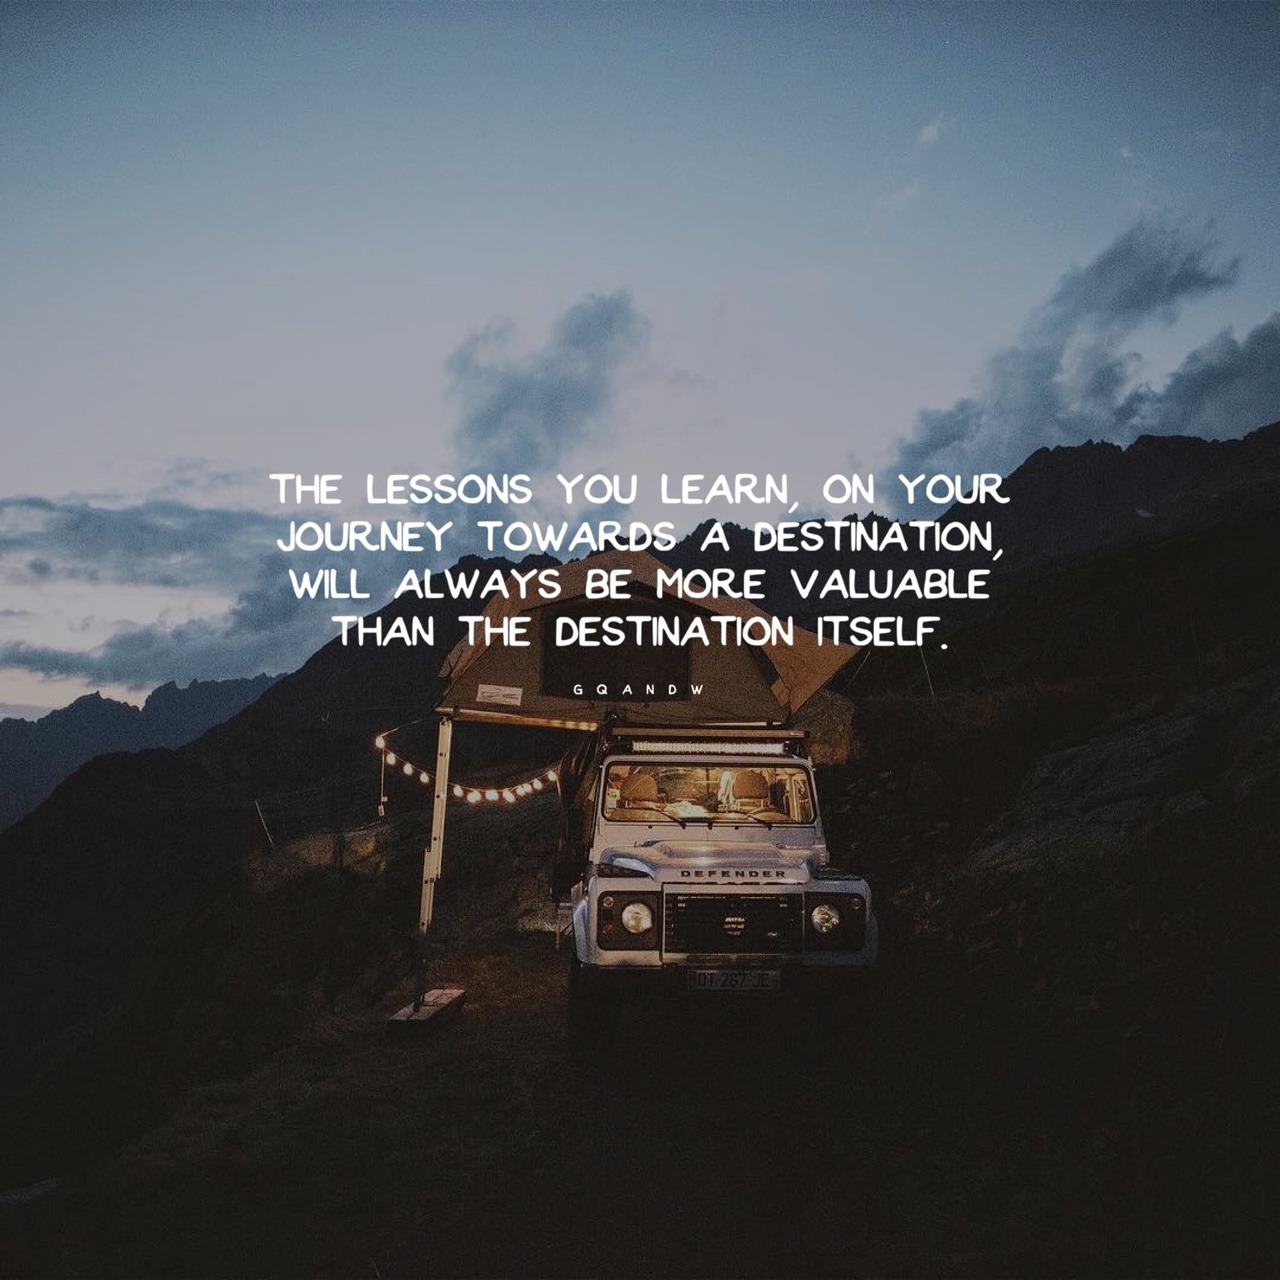 THE LESSONS YOU LEARN, ON YOUR
JOURNEY TOWARDS A DESTINATION,
WILL ALWAYS BE MORE VALUABLE
THAN THE DESTINATION ITSELF.
GQANDW
DEFENDER
DT-267-JE